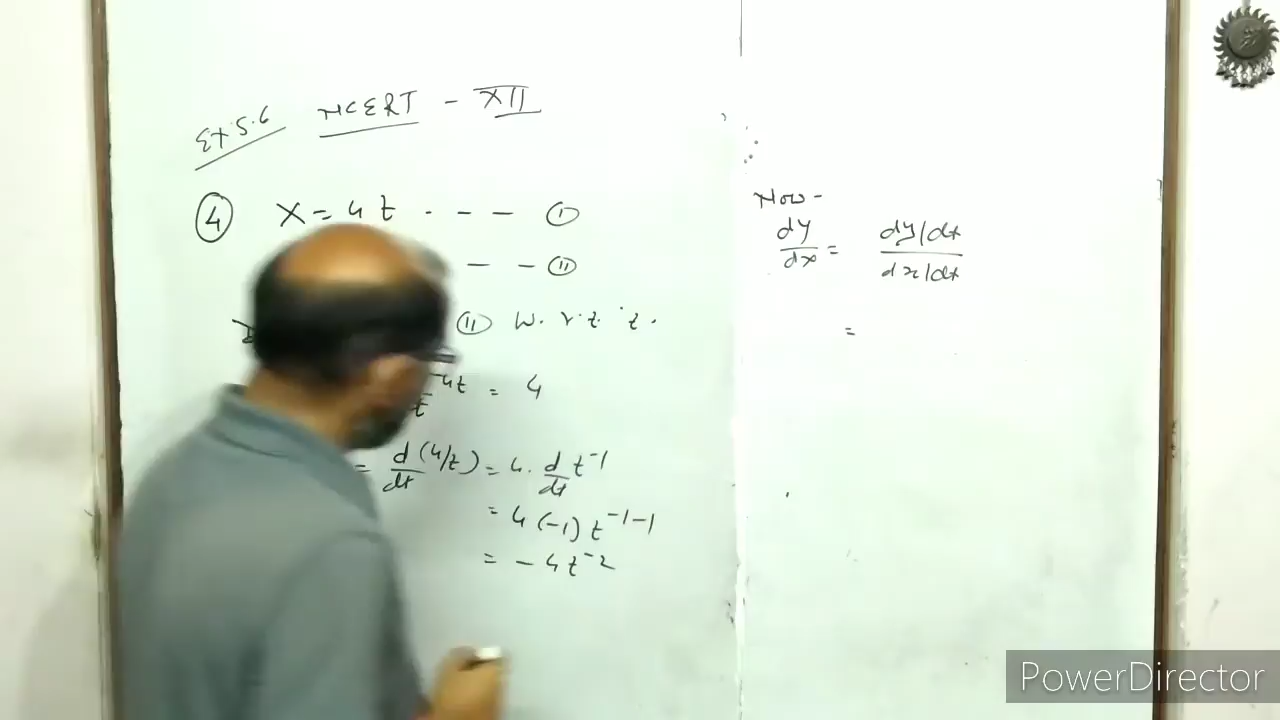 Ex 5.6 NCERT - XII
④ x = 4t - - - ①
- - ⑪
⑪ w.r.t. 't.
4t = 4
= d/dt (4/t) = 4. d/dt t⁻¹
= 4 (-1) t⁻¹⁻¹
= - 4t⁻²
Now -
dy/dx = dy/dt / dx/dt
=
PowerDirector